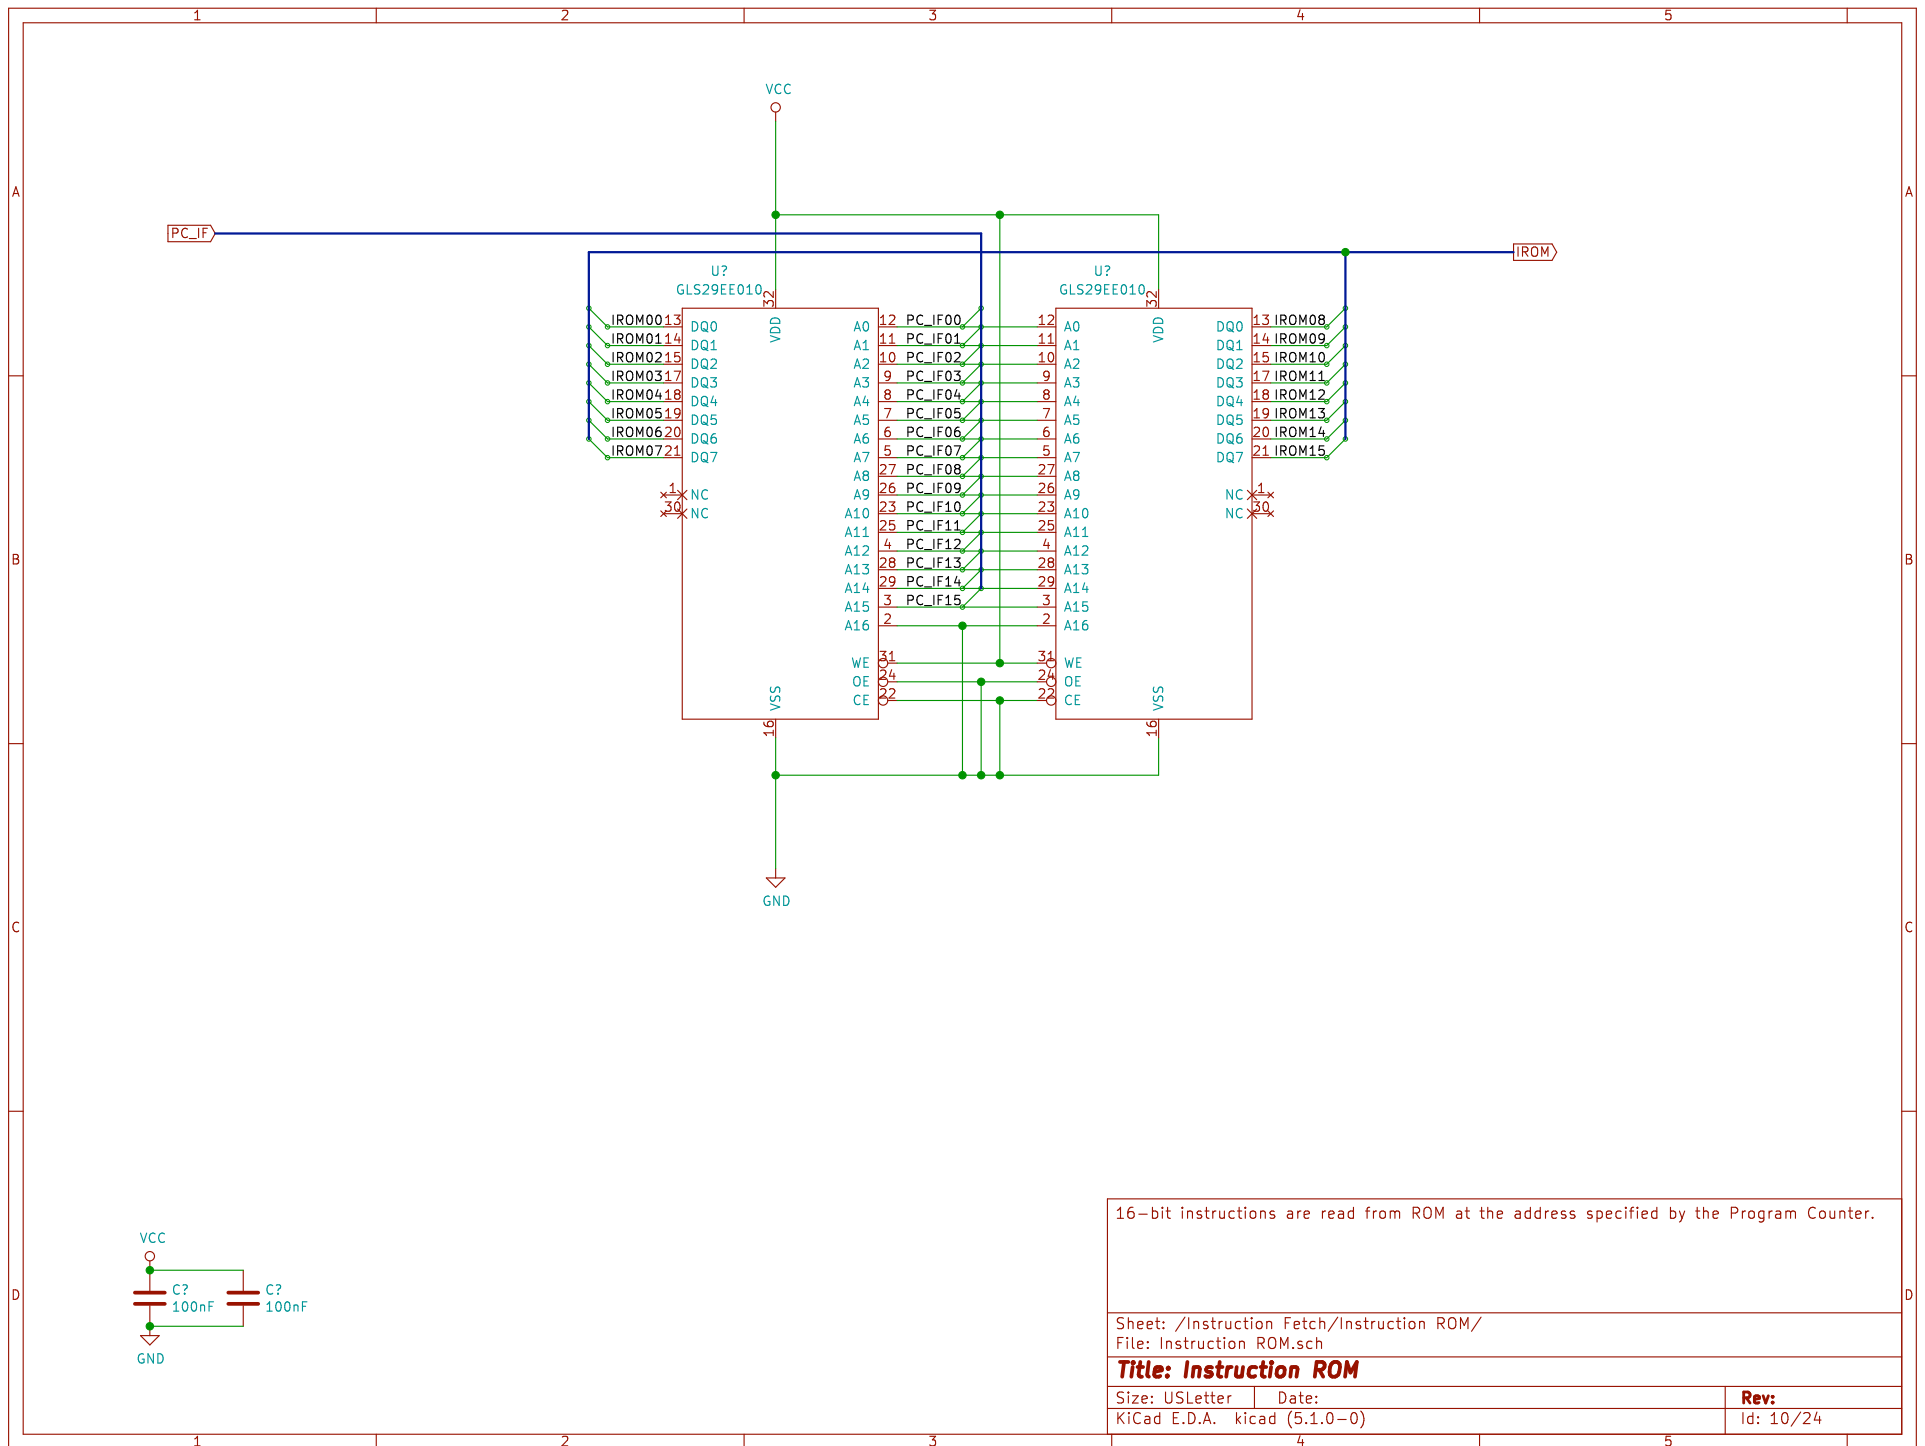 1 2 3 4 5
VCC
A A
PC_IF
IROM
U? U?
GLS29EE010 GLS29EE010
32 32
VDD VDD
IROM00 13 DQ0 A0 12 PC_IF00 12 A0 DQ0 13 IROM08
IROM01 14 DQ1 A1 11 PC_IF01 11 A1 DQ1 14 IROM09
IROM02 15 DQ2 A2 10 PC_IF02 10 A2 DQ2 15 IROM10
IROM03 17 DQ3 A3 9 PC_IF03 9 A3 DQ3 17 IROM11
IROM04 18 DQ4 A4 8 PC_IF04 8 A4 DQ4 18 IROM12
IROM05 19 DQ5 A5 7 PC_IF05 7 A5 DQ5 19 IROM13
IROM06 20 DQ6 A6 6 PC_IF06 6 A6 DQ6 20 IROM14
IROM07 21 DQ7 A7 5 PC_IF07 5 A7 DQ7 21 IROM15
A8 27 PC_IF08 27 A8
1 NC A9 26 PC_IF09 26 A9 NC 1
30 NC A10 23 PC_IF10 23 A10 NC 30
A11 25 PC_IF11 25 A11
A12 4 PC_IF12 4 A12
B B
A13 28 PC_IF13 28 A13
A14 29 PC_IF14 29 A14
A15 3 PC_IF15 3 A15
A16 2 2 A16
WE 31 31 WE
OE 24 24 OE
CE 22 22 CE
VSS VSS
16 16
GND
C C
16-bit instructions are read from ROM at the address specified by the Program Counter.
VCC
C? C?
100nF 100nF
GND
D D
Sheet: /Instruction Fetch/Instruction ROM/
File: Instruction ROM.sch
Title: Instruction ROM
Size: USLetter Date: Rev:
KiCad E.D.A. kicad (5.1.0-0) Id: 10/24
1 2 3 4 5